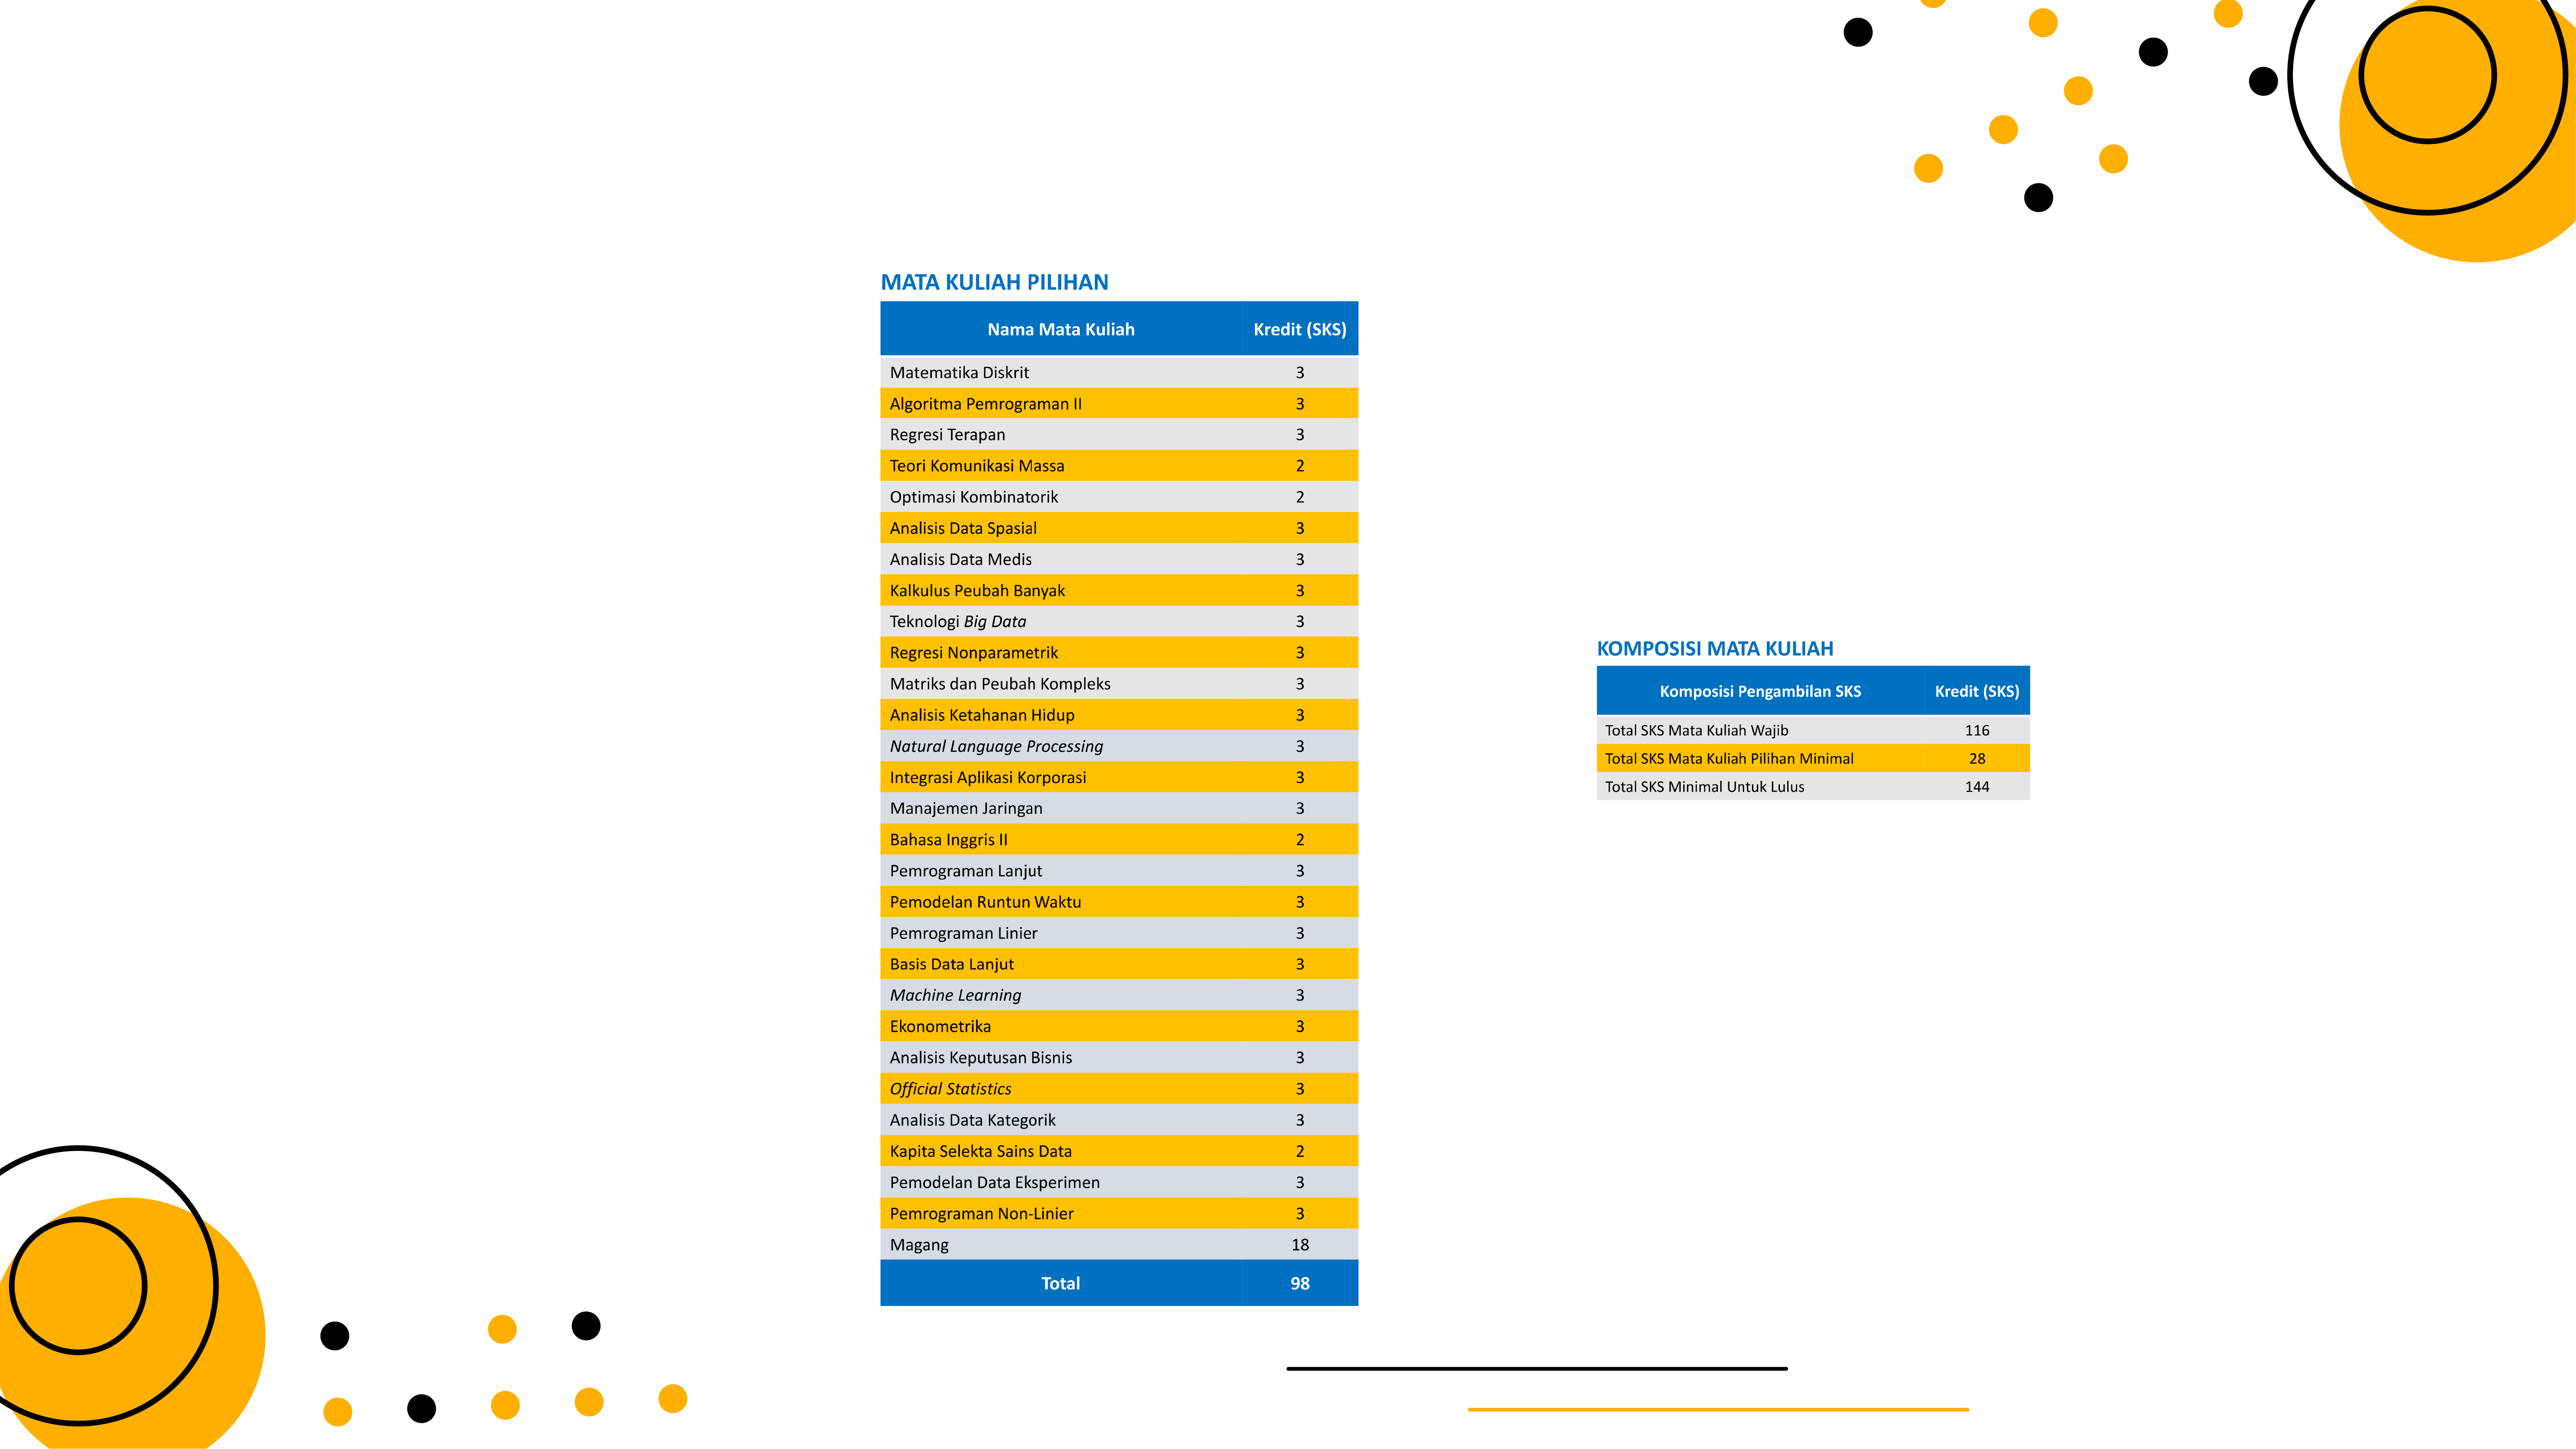 MATA KULIAH PILIHAN
Nama Mata Kuliah Kredit (SKS)
Matematika Diskrit 3
Algoritma Pemrograman II 3
Regresi Terapan 3
Teori Komunikasi Massa 2
Optimasi Kombinatorik 2
Analisis Data Spasial 3
Analisis Data Medis 3
Kalkulus Peubah Banyak 3
Teknologi Big Data 3
Regresi Nonparametrik 3
Matriks dan Peubah Kompleks 3
Analisis Ketahanan Hidup 3
Natural Language Processing 3
Integrasi Aplikasi Korporasi 3
Manajemen Jaringan 3
Bahasa Inggris II 2
Pemrograman Lanjut 3
Pemodelan Runtun Waktu 3
Pemrograman Linier 3
Basis Data Lanjut 3
Machine Learning 3
Ekonometrika 3
Analisis Keputusan Bisnis 3
Official Statistics 3
Analisis Data Kategorik 3
Kapita Selekta Sains Data 2
Pemodelan Data Eksperimen 3
Pemrograman Non-Linier 3
Magang 18
Total 98
KOMPOSISI MATA KULIAH
Komposisi Pengambilan SKS Kredit (SKS)
Total SKS Mata Kuliah Wajib 116
Total SKS Mata Kuliah Pilihan Minimal 28
Total SKS Minimal Untuk Lulus 144